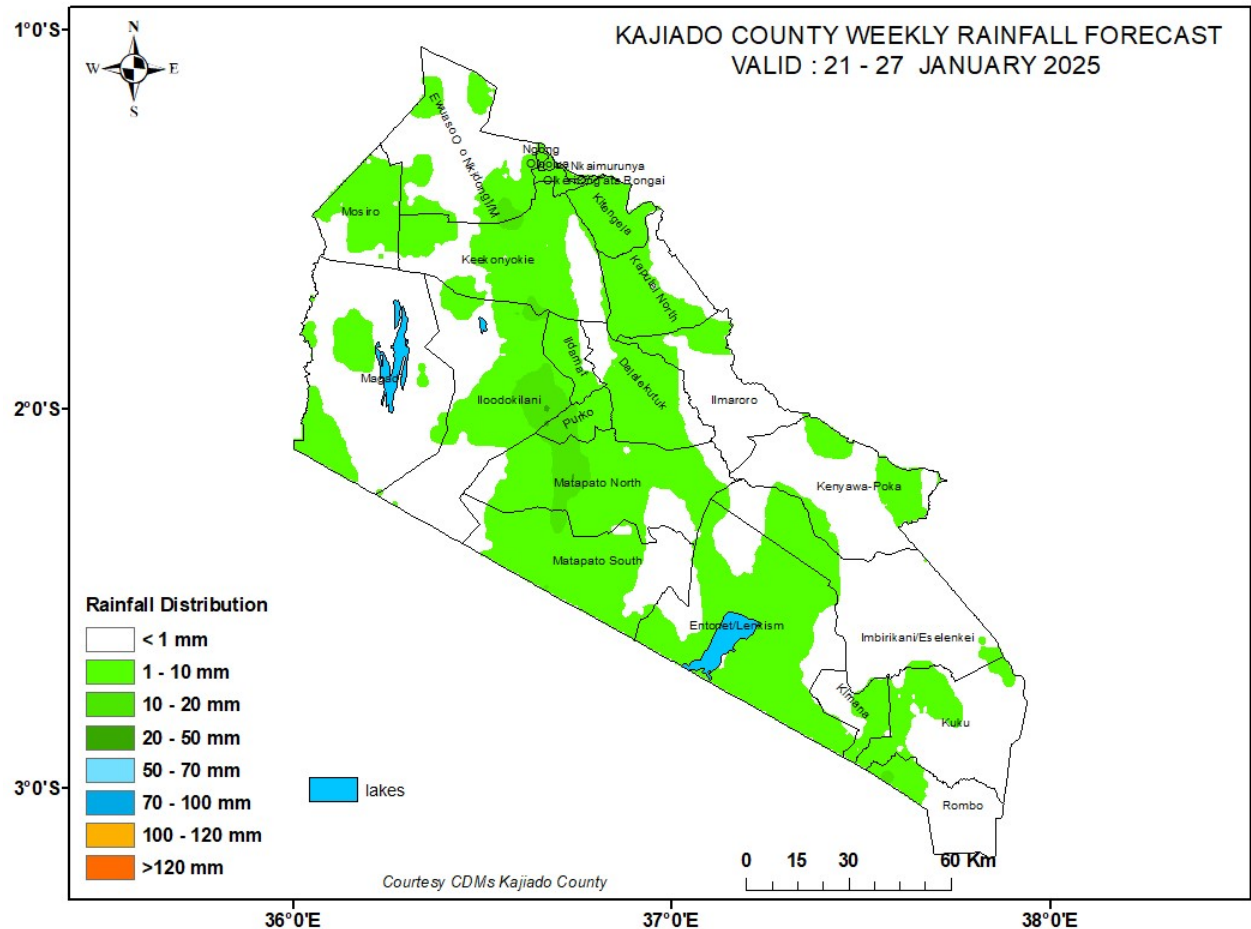 KAJIADO COUNTY WEEKLY RAINFALL FORECAST
VALID : 21 - 27 JANUARY 2025
1°0'S
2°0'S
3°0'S
N
W
E
S
Ewuaso O o Nkidongi/M
Ngong
Nkaimurunya
Ongata Rongai
Mosiro
Kitengela
Keekonyokie
Kaputiei North
Magadi
Ildamat
Dalalekutuk
Iloodokilani
Purko
Ilmaroro
Matapato North
Kenyawa-Poka
Matapato South
Entonet/Lenkism
Imbirikani/Eselenkei
Kimana
Kuku
Rombo
Rainfall Distribution
< 1 mm
1 - 10 mm
10 - 20 mm
20 - 50 mm
50 - 70 mm
70 - 100 mm
100 - 120 mm
>120 mm
lakes
Courtesy CDMs Kajiado County
0 15 30 60 Km
36°0'E
37°0'E
38°0'E